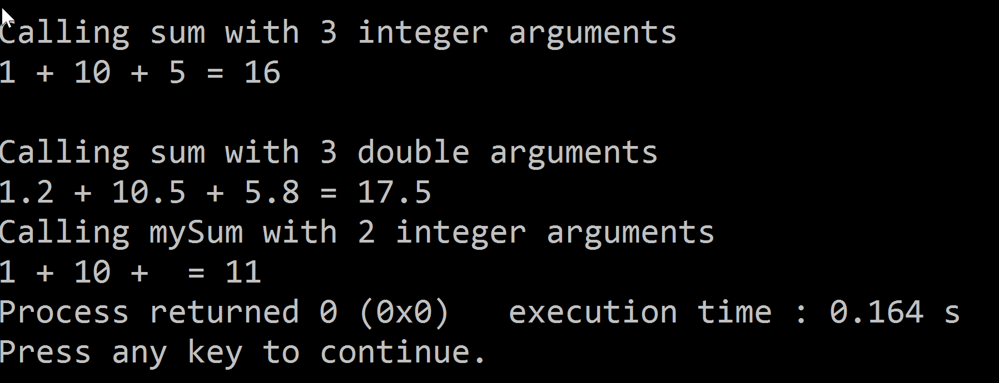 Calling sum with 3 integer arguments
1 + 10 + 5 = 16
Calling sum with 3 double arguments
1.2 + 10.5 + 5.8 = 17.5
Calling mySum with 2 integer arguments
1 + 10 +  = 11
Process returned 0 (0x0)   execution time : 0.164 s
Press any key to continue.